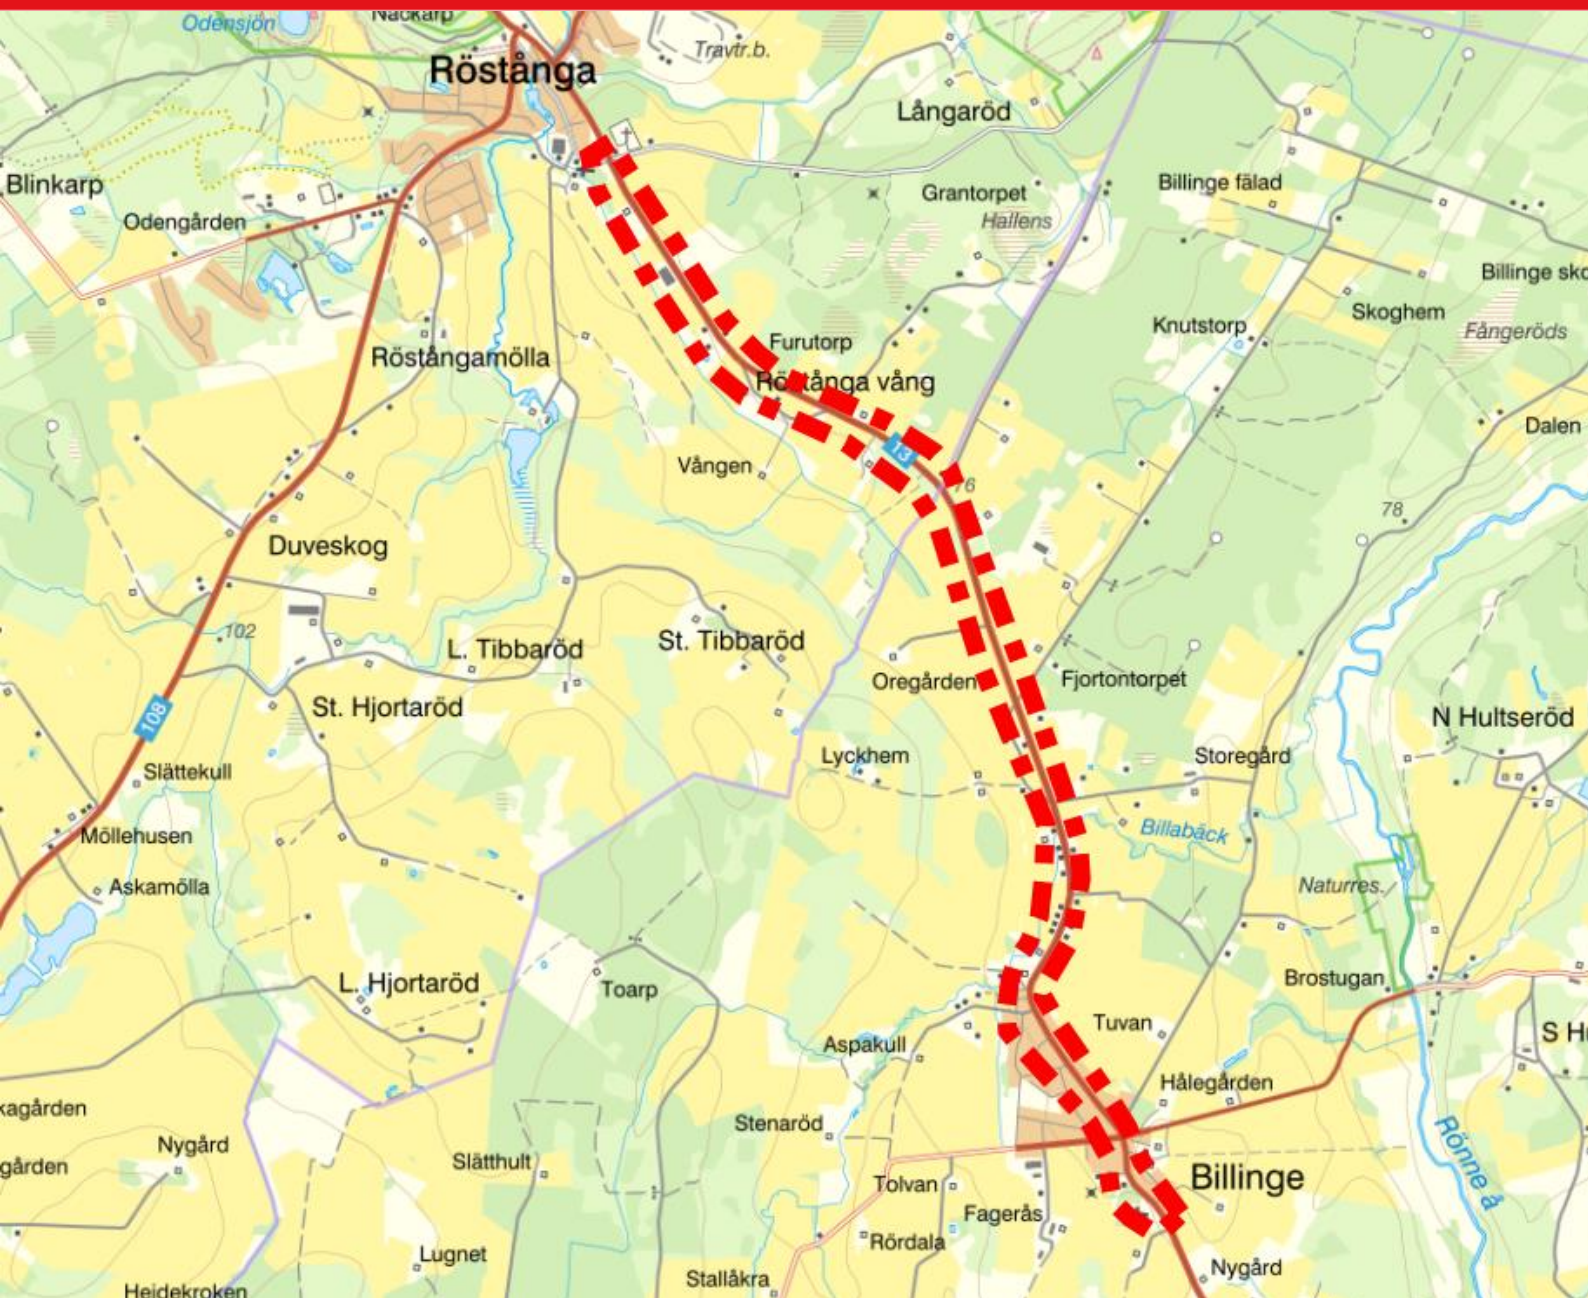 Odensjön
Nackarp
Röstånga
Travtr.b.
Långaröd
Blinkarp
Odengården
Grantorpet
Hallens
Billinge fälad
Billinge sko
Skoghem
Fångeröds
Knutstorp
Röstångamölla
Furutorp
Röstånga vång
Dalen
Vången
13
76
78
Duveskog
102
L. Tibbaröd
St. Tibbaröd
Oregården
Fjortontorpet
108
St. Hjortaröd
N Hultseröd
Slättekull
Lyckhem
Storegård
Möllehusen
Billabäck
Askamölla
Naturres.
L. Hjortaröd
Toarp
Brostugan
Tuvan
Aspakull
S H
Hålegården
kagården
Nygård
Stenaröd
Rönne å
gården
Slätthult
Tolvan
Billinge
Fagerås
Rördala
Lugnet
Nygård
Stallåkra
Heidekroken